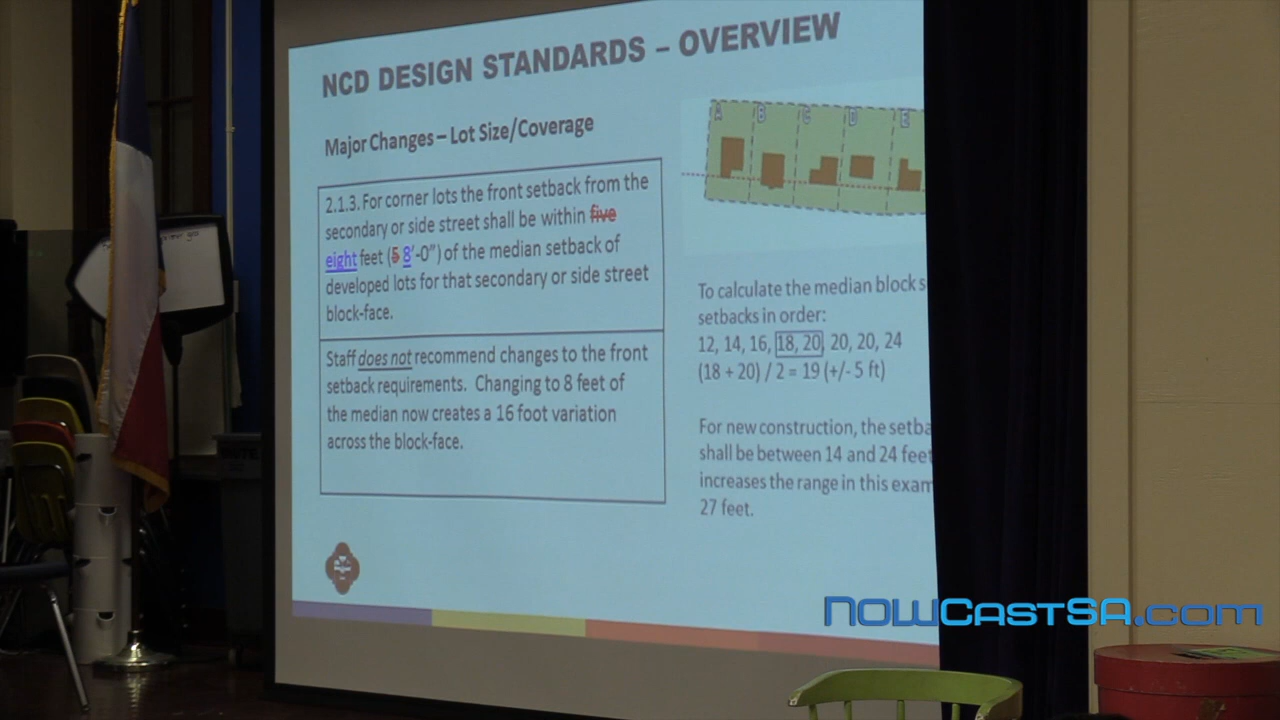 NCD DESIGN STANDARDS – OVERVIEW
Major Changes – Lot Size/Coverage
2.1.3. For corner lots the front setback from the
secondary or side street shall be within five
eight feet (5 8'-0") of the median setback of
developed lots for that secondary or side street
block-face.
Staff does not recommend changes to the front
setback requirements. Changing to 8 feet of
the median now creates a 16 foot variation
across the block-face.
A B C D E
To calculate the median block s
setbacks in order:
12, 14, 16, 18, 20, 20, 20, 24
(18 + 20) / 2 = 19 (+/- 5 ft)
For new construction, the setba
shall be between 14 and 24 feet
increases the range in this exam
27 feet.
NOWCASTSA.com